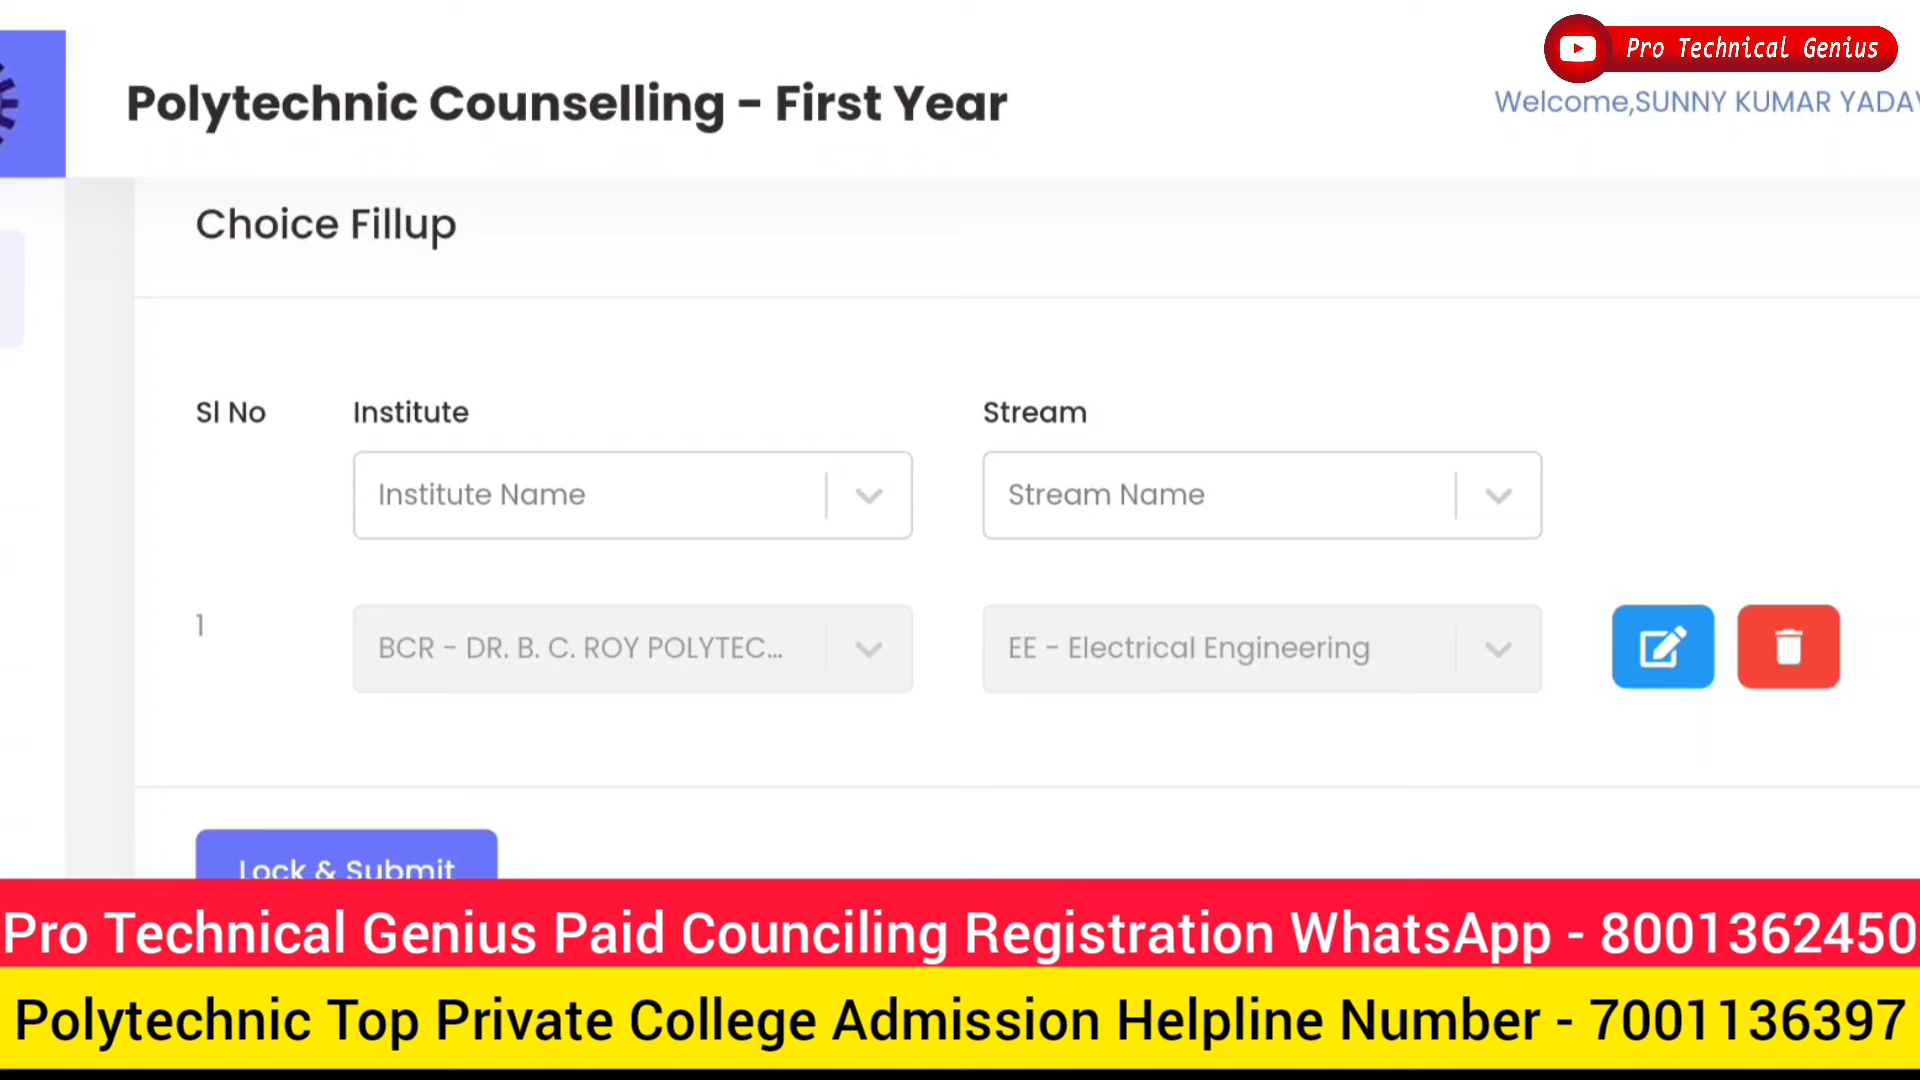 Pro Technical Genius
Polytechnic Counselling - First Year
Welcome,SUNNY KUMAR YADAV
Choice Fillup
Sl No Institute Stream
Institute Name Stream Name
1 BCR - DR. B. C. ROY POLYTEC... EE - Electrical Engineering
Lock & Submit
Pro Technical Genius Paid Counciling Registration WhatsApp - 8001362450
Polytechnic Top Private College Admission Helpline Number - 7001136397